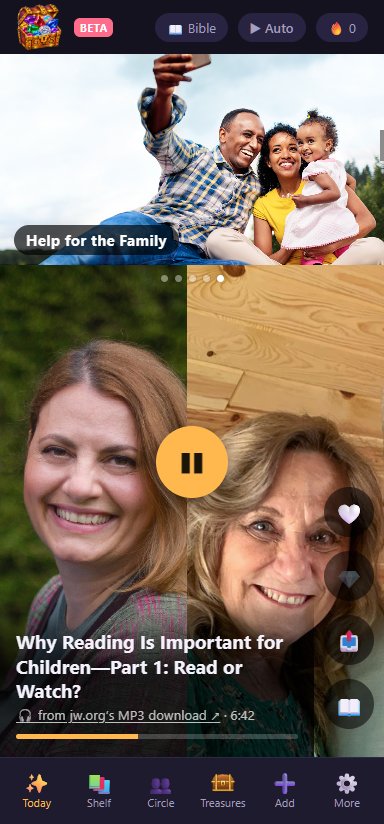 BETA
Bible
Auto
0
Help for the Family
Why Reading Is Important for
Children—Part 1: Read or
Watch?
from jw.org's MP3 download ↗ · 6:42
Today
Shelf
Circle
Treasures
Add
More